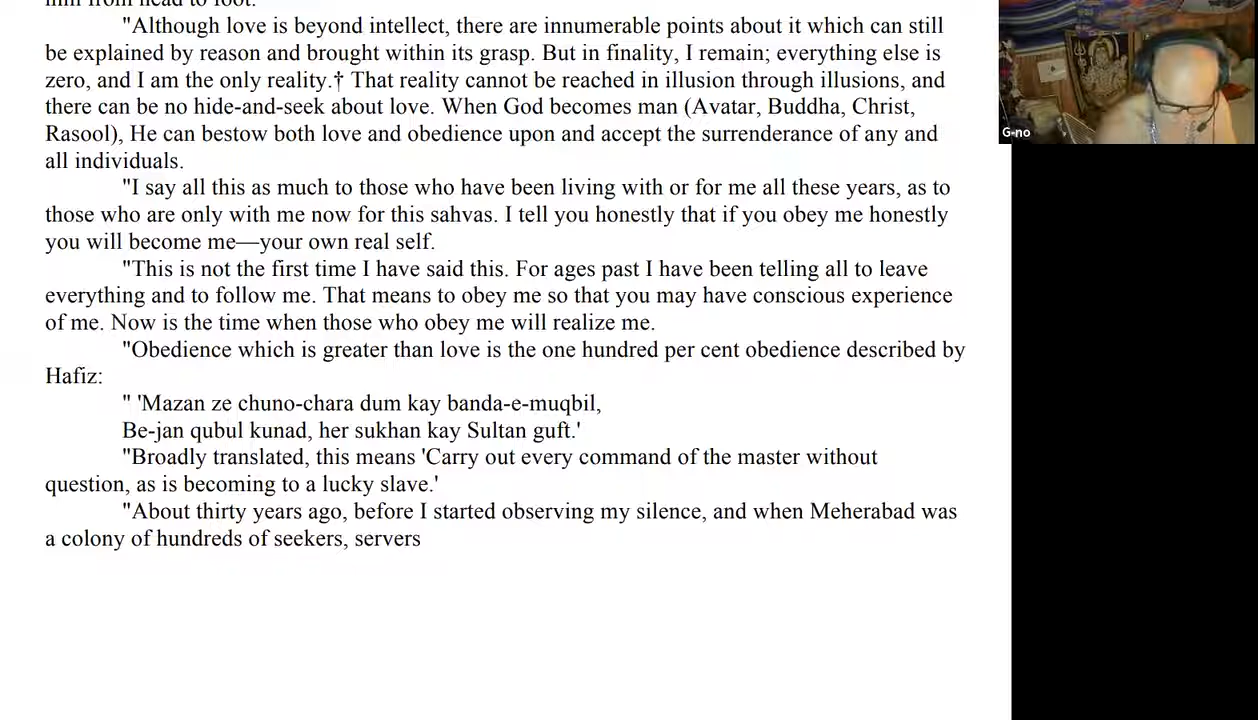 "Although love is beyond intellect, there are innumerable points about it which can still
be explained by reason and brought within its grasp. But in finality, I remain; everything else is
zero, and I am the only reality.† That reality cannot be reached in illusion through illusions, and
there can be no hide-and-seek about love. When God becomes man (Avatar, Buddha, Christ,
Rasool), He can bestow both love and obedience upon and accept the surrenderance of any and
all individuals.
"I say all this as much to those who have been living with or for me all these years, as to
those who are only with me now for this sahvas. I tell you honestly that if you obey me honestly
you will become me—your own real self.
"This is not the first time I have said this. For ages past I have been telling all to leave
everything and to follow me. That means to obey me so that you may have conscious experience
of me. Now is the time when those who obey me will realize me.
"Obedience which is greater than love is the one hundred per cent obedience described by
Hafiz:
" 'Mazan ze chuno-chara dum kay banda-e-muqbil,
Be-jan qubul kunad, her sukhan kay Sultan guft.'
"Broadly translated, this means 'Carry out every command of the master without
question, as is becoming to a lucky slave.'
"About thirty years ago, before I started observing my silence, and when Meherabad was
a colony of hundreds of seekers, servers
G-no